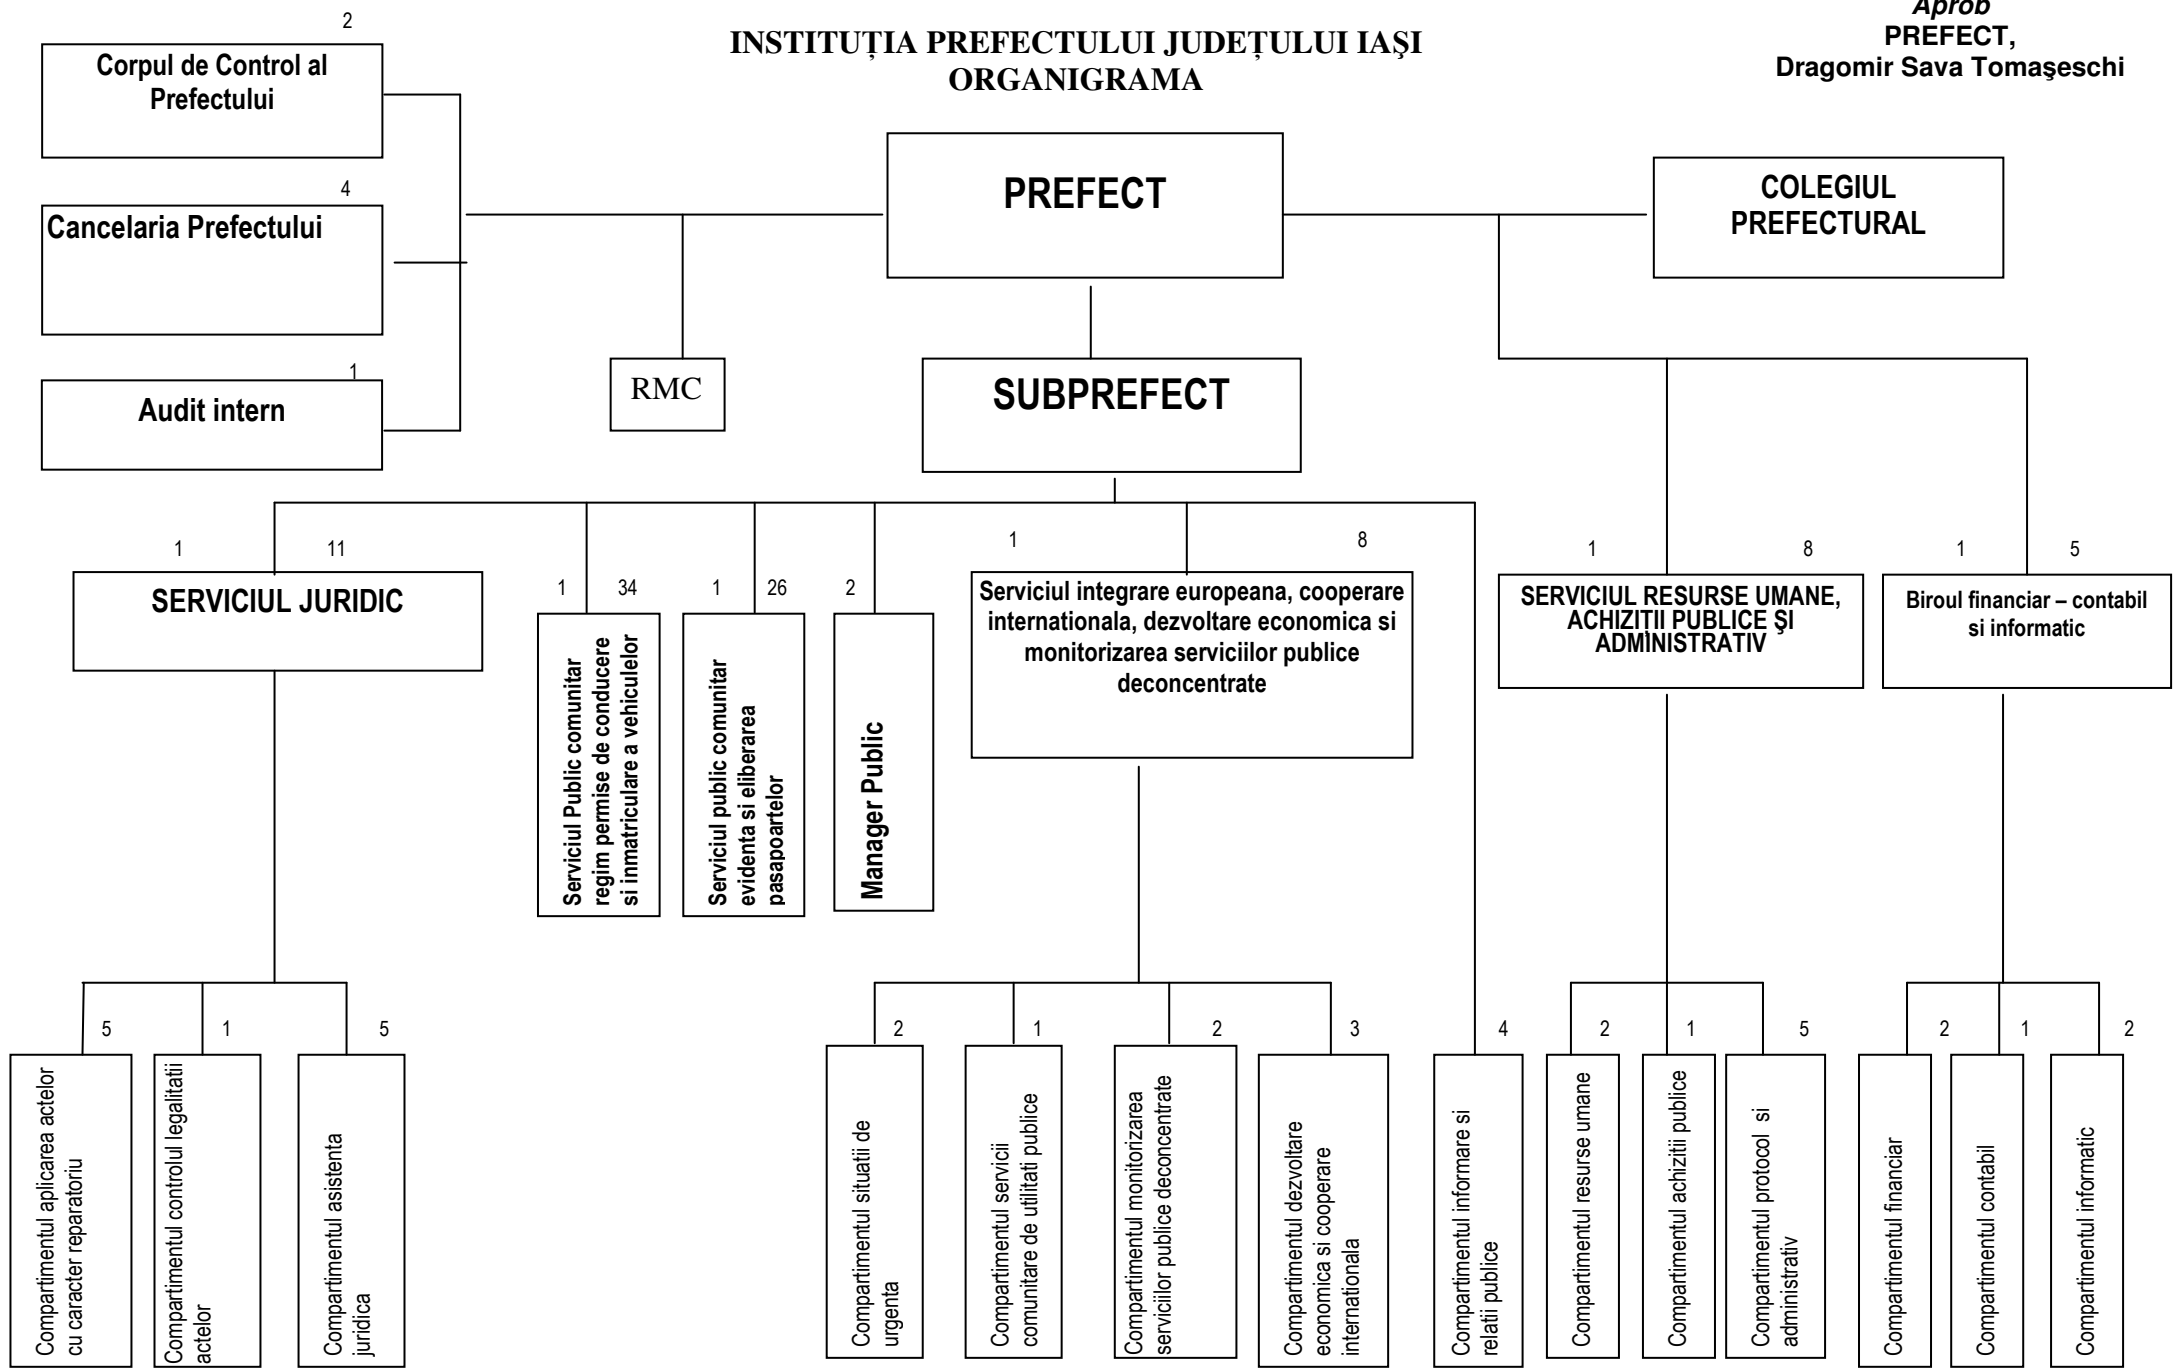 Aprob
PREFECT,
Dragomir Sava Tomaşeschi
INSTITUȚIA PREFECTULUI JUDEȚULUI IAŞI
ORGANIGRAMA
2
Corpul de Control al
Prefectului
4
Cancelaria Prefectului
1
Audit intern
PREFECT
COLEGIUL
PREFECTURAL
RMC
SUBPREFECT
1 11
SERVICIUL JURIDIC
1 34
Serviciul Public comunitar
regim permise de conducere
si inmatriculare a vehiculelor
1 26
Serviciul public comunitar
evidenta si eliberarea
pasapoartelor
2
Manager Public
1 8
Serviciul integrare europeana, cooperare
internationala, dezvoltare economica si
monitorizarea serviciilor publice
deconcentrate
1 8
SERVICIUL RESURSE UMANE,
ACHIZIȚII PUBLICE ŞI
ADMINISTRATIV
1 5
Biroul financiar – contabil
si informatic
5
Compartimentul aplicarea actelor
cu caracter reparatoriu
1
Compartimentul controlul legalitatii
actelor
5
Compartimentul asistenta
juridica
2
Compartimentul situatii de
urgenta
1
Compartimentul servicii
comunitare de utilitati publice
2
Compartimentul monitorizarea
serviciilor publice deconcentrate
3
Compartimentul dezvoltare
economica si cooperare
internationala
4
Compartimentul informare si
relatii publice
2
Compartimentul resurse umane
1
Compartimentul achizitii publice
5
Compartimentul protocol si
administrativ
2
Compartimentul financiar
1
Compartimentul contabil
2
Compartimentul informatic